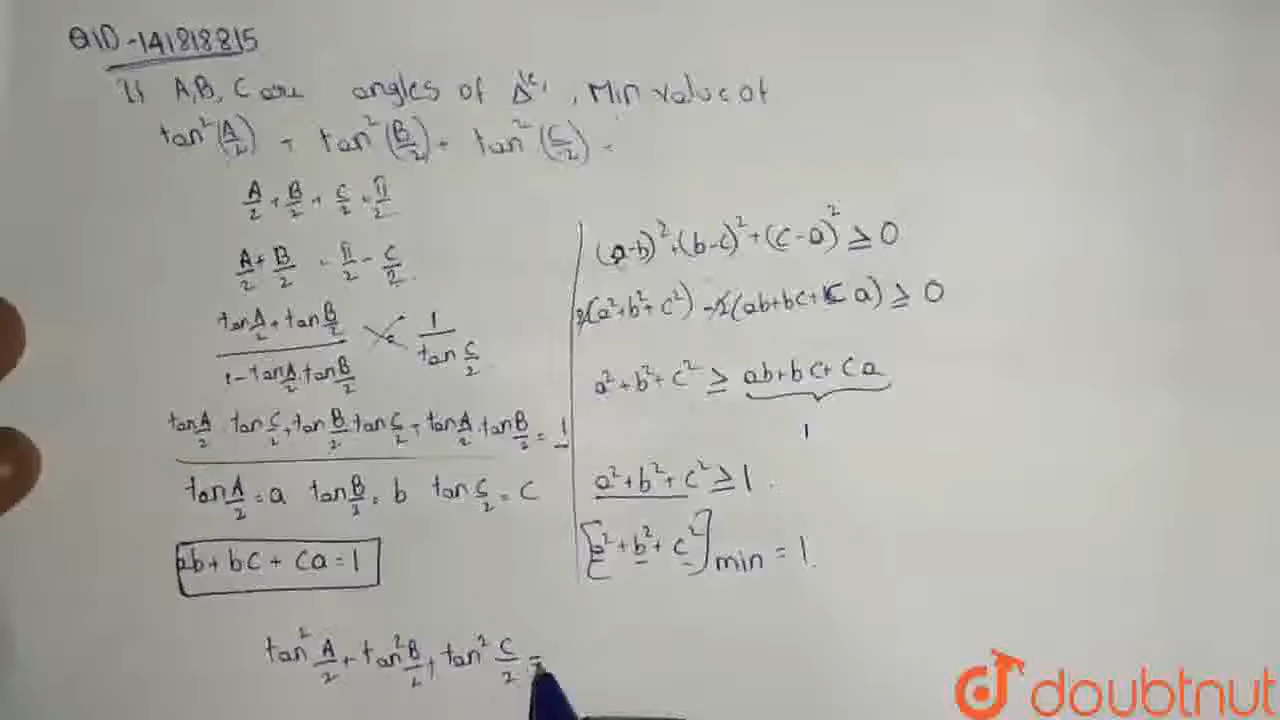 QID-141818815
If A,B, C are angles of Δle, Min value of
tan²(A/2) + tan²(B/2) + tan²(C/2) =
A/2 + B/2 + C/2 = π/2
A/2 + B/2 = π/2 - C/2
(tan A/2 + tan B/2)/(1 - tan A/2 tan B/2) = 1/(tan C/2)
tan A/2 tan C/2 + tan B/2 tan C/2 + tan A/2 tan B/2 = 1
tan A/2 = a tan B/2 = b tan C/2 = c
ab + bc + ca = 1
(a-b)² + (b-c)² + (c-a)² ≥ 0
2(a²+b²+c²) - 2(ab+bc+ca) ≥ 0
a²+b²+c² ≥ ab+bc+ca
1
a²+b²+c² ≥ 1.
[a²+b²+c²]min = 1.
tan² A/2 + tan² B/2 + tan² C/2 =
doubtnut